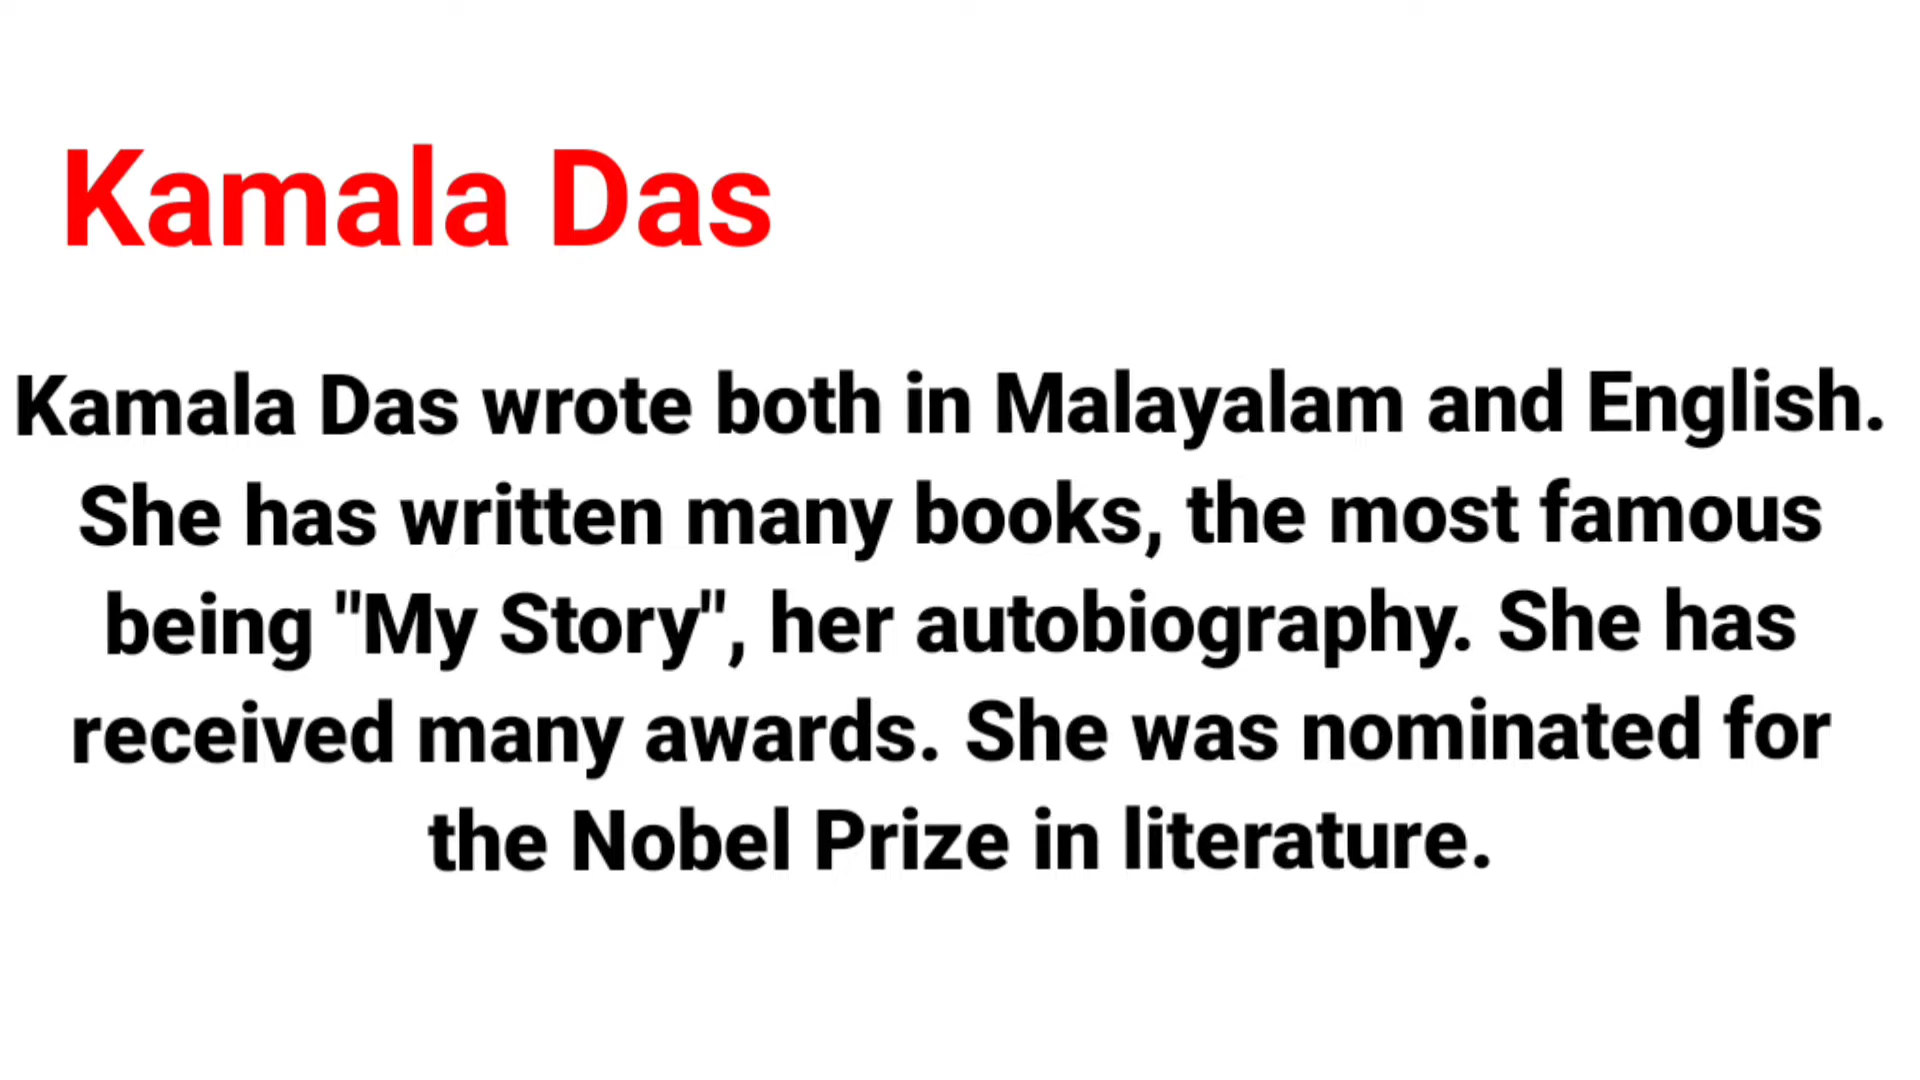 Kamala Das
Kamala Das wrote both in Malayalam and English.
She has written many books, the most famous
being "My Story", her autobiography. She has
received many awards. She was nominated for
the Nobel Prize in literature.